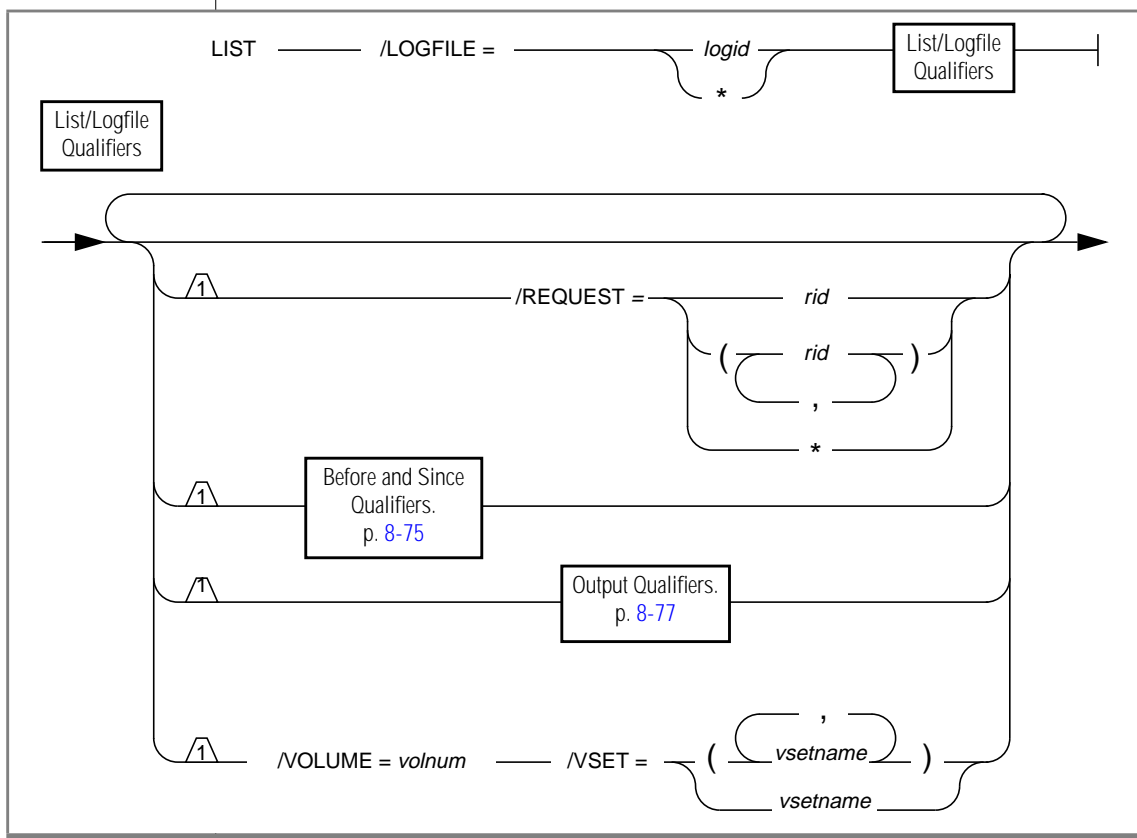 LIST /LOGFILE = logid List/Logfile
* Qualifiers
List/Logfile
Qualifiers
1 /REQUEST = rid
( rid )
,
*
1 Before and Since
Qualifiers.
p. 8-75
1 Output Qualifiers.
p. 8-77
,
1 /VOLUME = volnum /VSET = ( vsetname )
vsetname